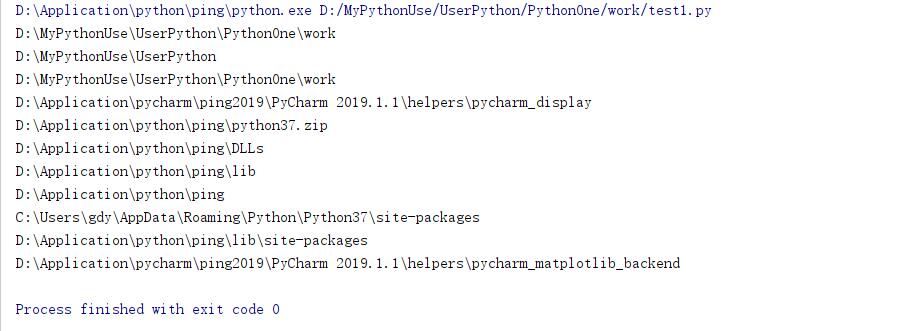 D:\Application\python\ping\python.exe D:/MyPythonUse/UserPython/PythonOne/work/test1.py
D:\MyPythonUse\UserPython\PythonOne\work
D:\MyPythonUse\UserPython
D:\MyPythonUse\UserPython\PythonOne\work
D:\Application\pycharm\ping2019\PyCharm 2019.1.1\helpers\pycharm_display
D:\Application\python\ping\python37.zip
D:\Application\python\ping\DLLs
D:\Application\python\ping\lib
D:\Application\python\ping
C:\Users\gdy\AppData\Roaming\Python\Python37\site-packages
D:\Application\python\ping\lib\site-packages
D:\Application\pycharm\ping2019\PyCharm 2019.1.1\helpers\pycharm_matplotlib_backend
Process finished with exit code 0